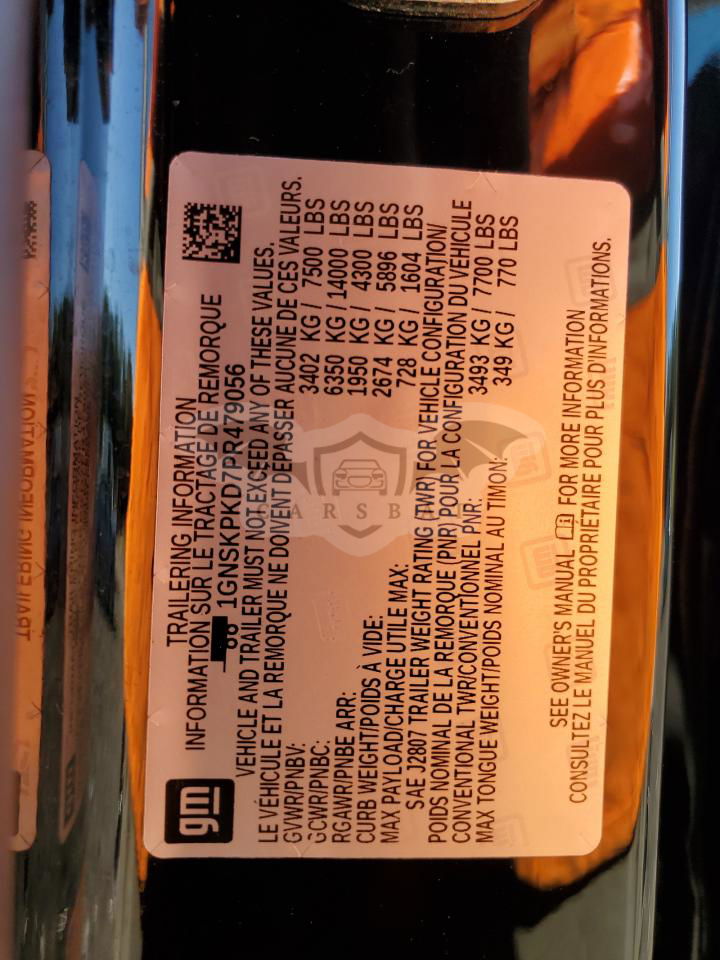 gm
TRAILERING INFORMATION
INFORMATION SUR LE TRACTAGE DE REMORQUE
66 1GNSKPKD7PR479056
VEHICLE AND TRAILER MUST NOT EXCEED ANY OF THESE VALUES.
LE VÉHICULE ET LA REMORQUE NE DOIVENT DÉPASSER AUCUNE DE CES VALEURS.
GVWR/PNBV: 3402 KG / 7500 LBS
GCWR/PNBC: 6350 KG / 14000 LBS
RGAWR/PNBE ARR: 1950 KG / 4300 LBS
CURB WEIGHT/POIDS À VIDE: 2674 KG / 5896 LBS
MAX PAYLOAD/CHARGE UTILE MAX: 728 KG / 1604 LBS
SAE J2807 TRAILER WEIGHT RATING (TWR) FOR VEHICLE CONFIGURATION/
POIDS NOMINAL DE LA REMORQUE (PNR) POUR LA CONFIGURATION DU VÉHICULE
CONVENTIONAL TWR/CONVENTIONNEL PNR: 3493 KG / 7700 LBS
MAX TONGUE WEIGHT/POIDS NOMINAL AU TIMON: 349 KG / 770 LBS
SEE OWNER'S MANUAL FOR MORE INFORMATION
CONSULTEZ LE MANUEL DU PROPRIÉTAIRE POUR PLUS D'INFORMATIONS.